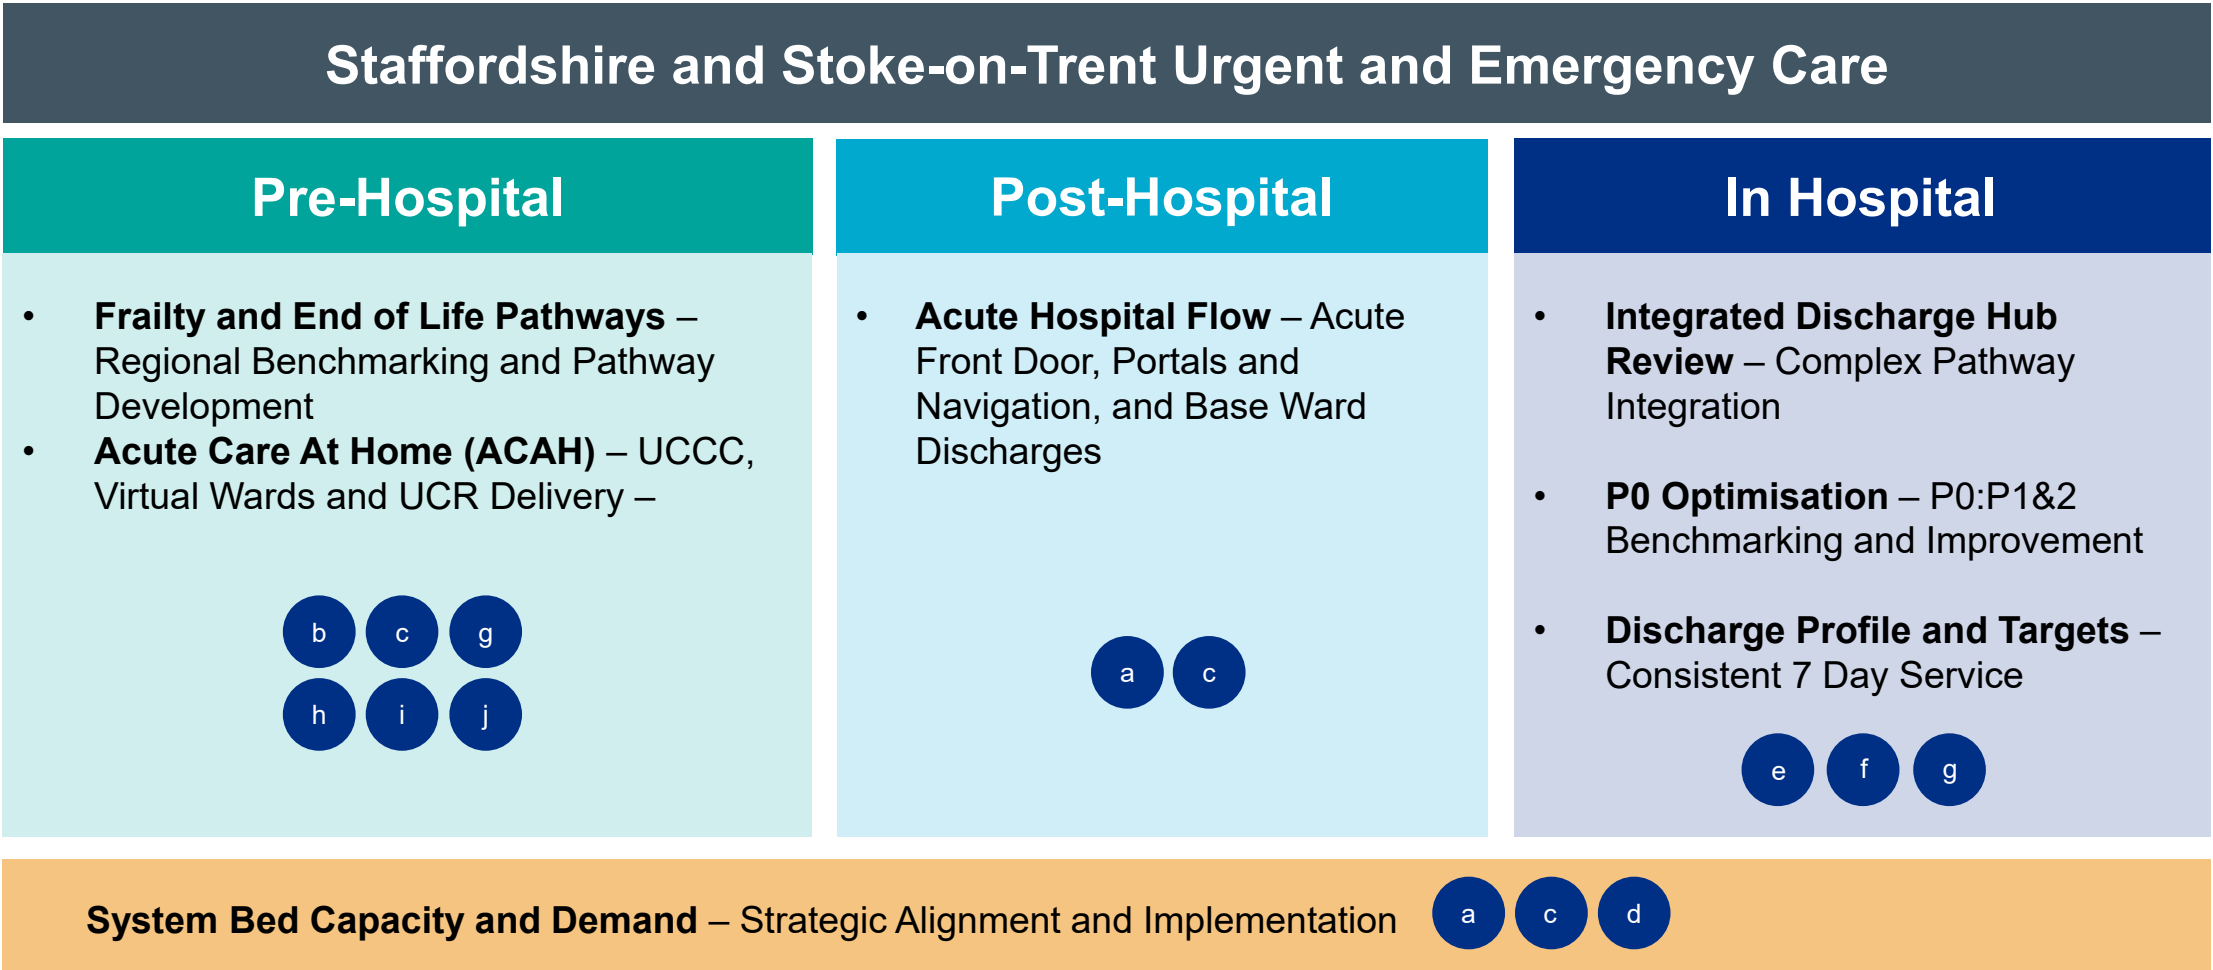 Staffordshire and Stoke-on-Trent Urgent and Emergency Care
Pre-Hospital
• Frailty and End of Life Pathways –
Regional Benchmarking and Pathway
Development
• Acute Care At Home (ACAH) – UCCC,
Virtual Wards and UCR Delivery –
b c g
h i j
Post-Hospital
• Acute Hospital Flow – Acute
Front Door, Portals and
Navigation, and Base Ward
Discharges
a c
In Hospital
• Integrated Discharge Hub
Review – Complex Pathway
Integration
• P0 Optimisation – P0:P1&2
Benchmarking and Improvement
• Discharge Profile and Targets –
Consistent 7 Day Service
e f g
System Bed Capacity and Demand – Strategic Alignment and Implementation a c d